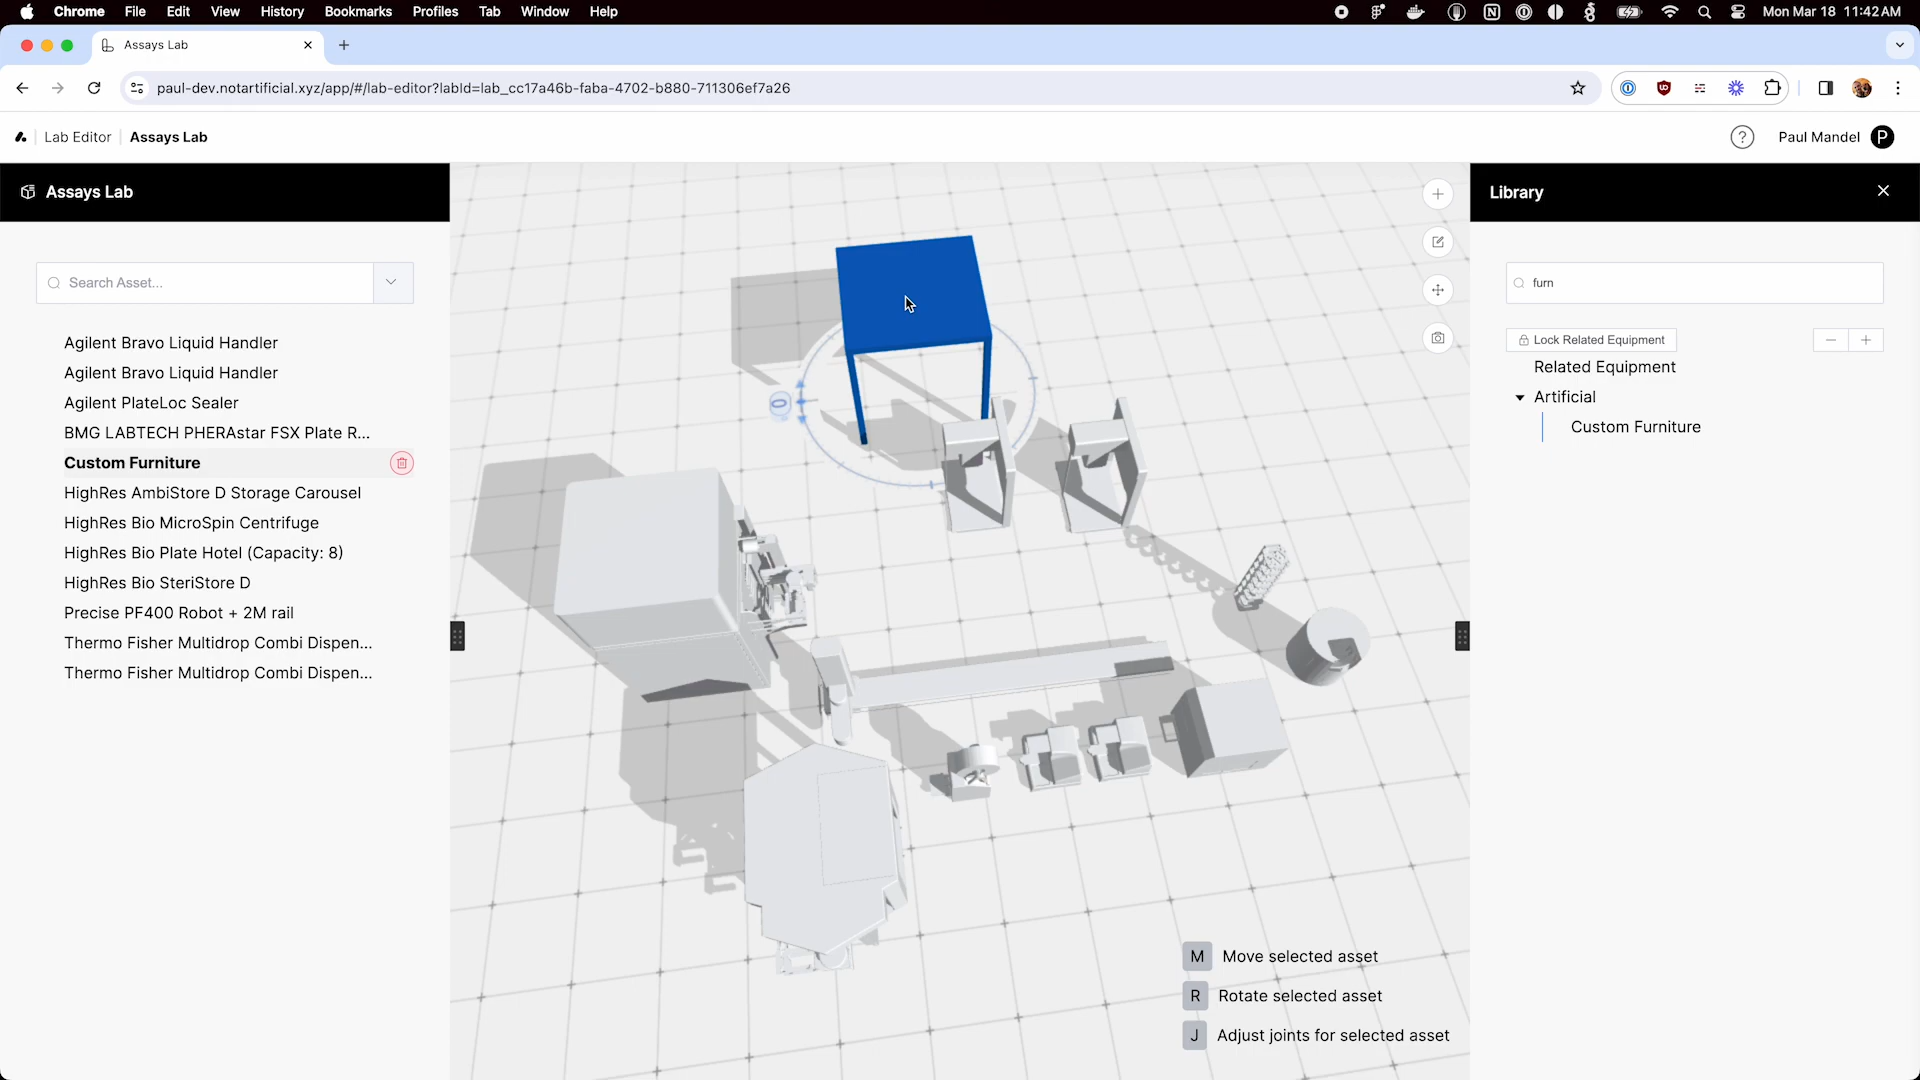 Chrome File Edit View History Bookmarks Profiles Tab Window Help Mon Mar 18 11:42 AM
Assays Lab
paul-dev.notartificial.xyz/app/#/lab-editor?labId=lab_cc17a46b-faba-4702-b880-711306ef7a26
Lab Editor Assays Lab ? Paul Mandel P
Assays Lab
Search Asset...
Agilent Bravo Liquid Handler
Agilent Bravo Liquid Handler
Agilent PlateLoc Sealer
BMG LABTECH PHERAstar FSX Plate R...
Custom Furniture
HighRes AmbiStore D Storage Carousel
HighRes Bio MicroSpin Centrifuge
HighRes Bio Plate Hotel (Capacity: 8)
HighRes Bio SteriStore D
Precise PF400 Robot + 2M rail
Thermo Fisher Multidrop Combi Dispen...
Thermo Fisher Multidrop Combi Dispen...
0
M Move selected asset
R Rotate selected asset
J Adjust joints for selected asset
Library
furn
Lock Related Equipment
Related Equipment
Artificial
Custom Furniture